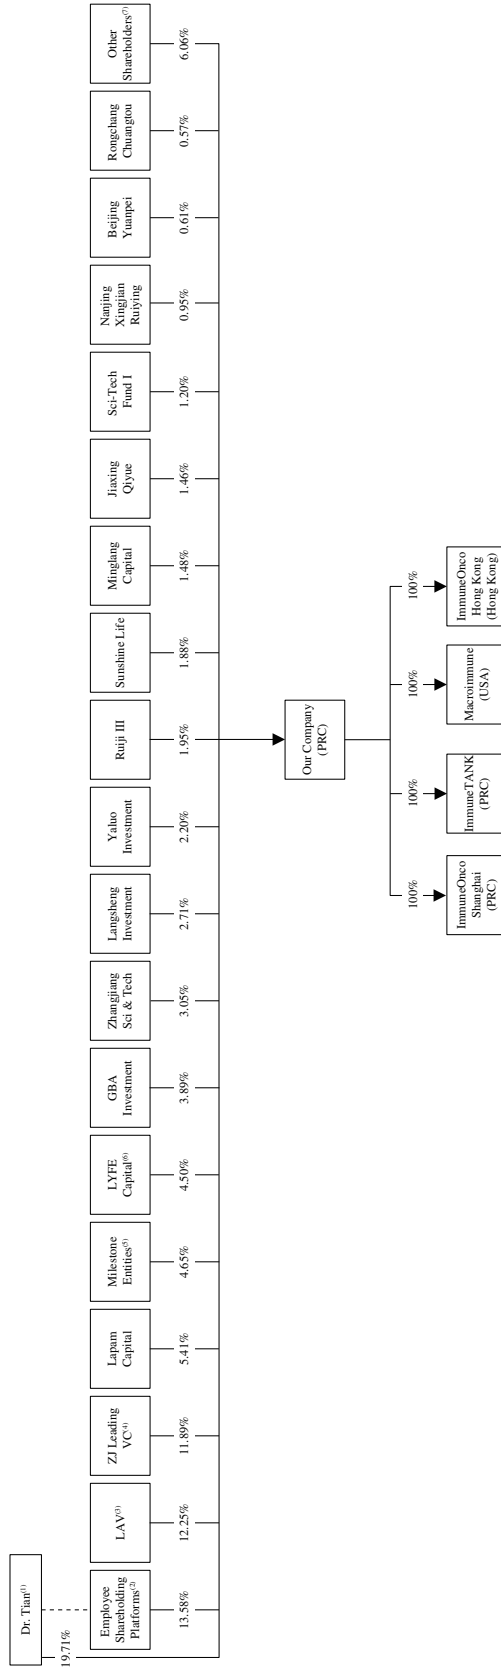 Dr. Tian(1)
19.71%
Employee
Shareholding
Platforms(2)
13.58%
LAV(3)
12.25%
ZJ Leading
VC(4)
11.89%
Lapam
Capital
5.41%
Milestone
Entities(5)
4.65%
LYFE
Capital(6)
4.50%
GBA
Investment
3.89%
Zhangjiang
Sci & Tech
3.05%
Langsheng
Investment
2.71%
Yaluo
Investment
2.20%
Ruiji III
1.95%
Sunshine Life
1.88%
Minglang
Capital
1.48%
Jiaxing
Qiyue
1.46%
Sci-Tech
Fund I
1.20%
Nanjing
Xingjian
Ruiying
0.95%
Beijing
Yuanpei
0.61%
Rongchang
Chuangtou
0.57%
Other
Shareholders(7)
6.06%
Our Company
(PRC)
100%
100%
100%
100%
ImmuneOnco
Shanghai
(PRC)
ImmuneTANK
(PRC)
Macroimmune
(USA)
ImmuneOnco
Hong Kong
(Hong Kong)